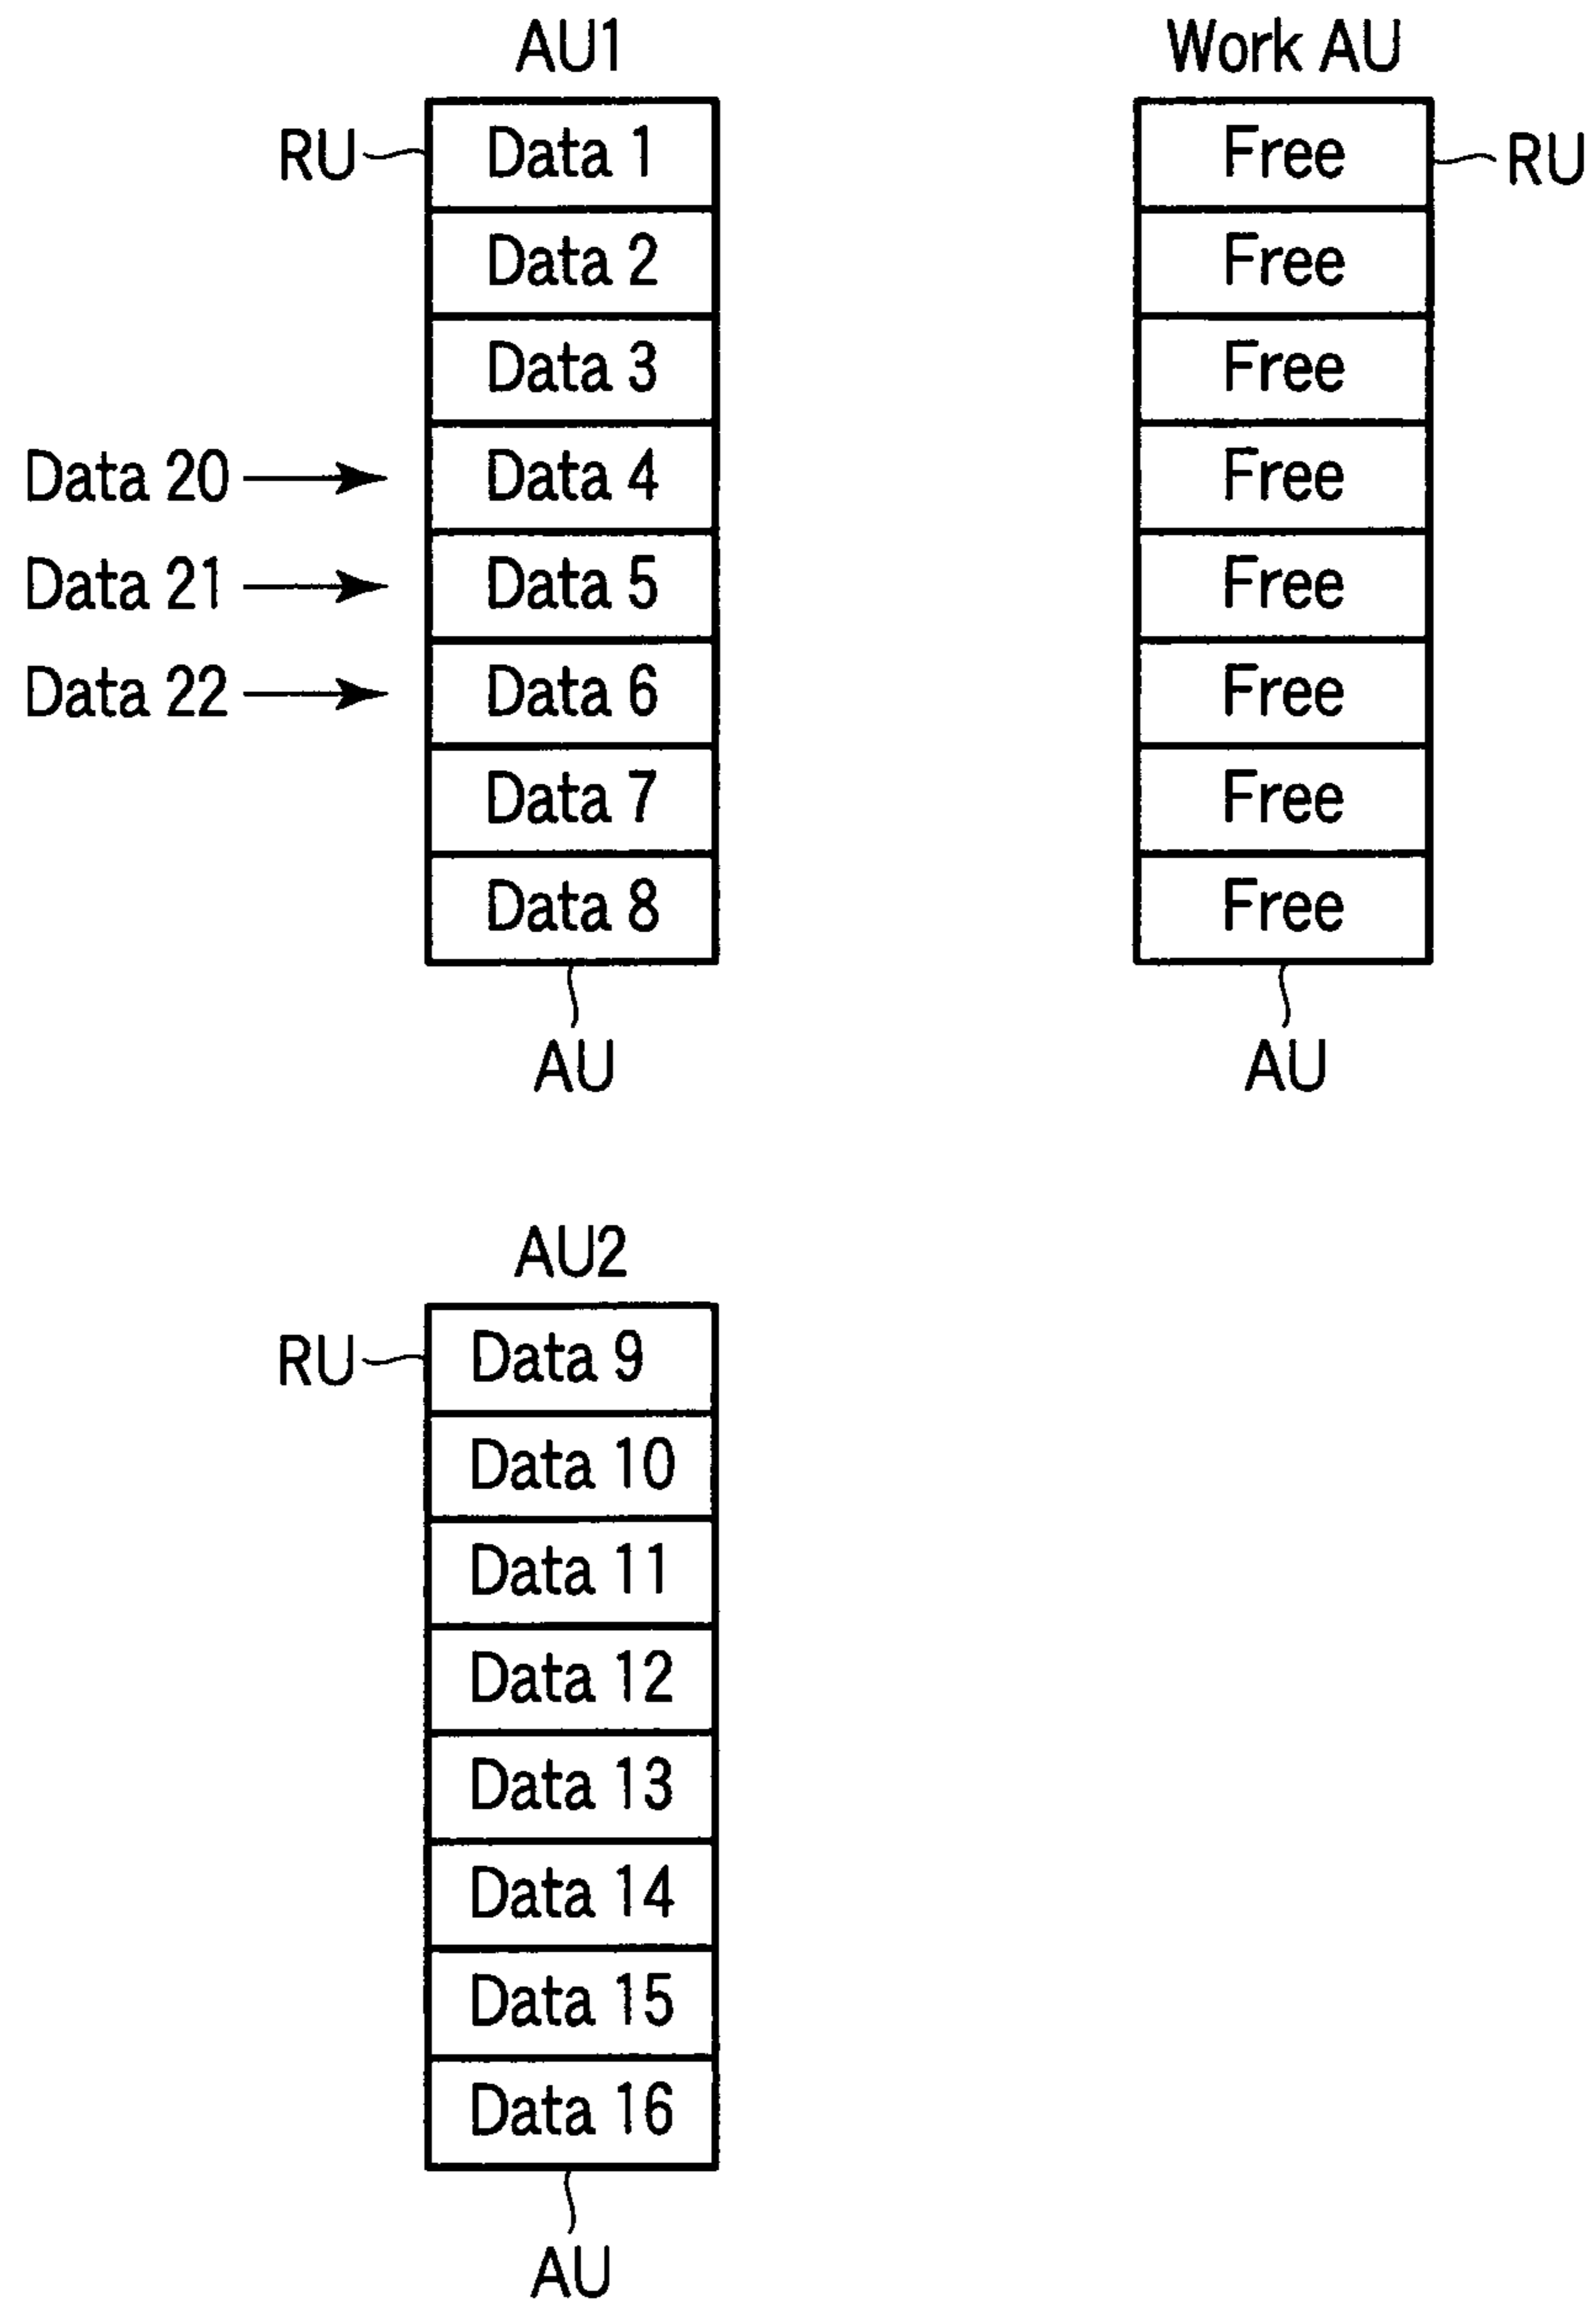 AU1 Work AU
RU Data 1 Free RU
Data 2 Free
Data 3 Free
Data 20 Data 4 Free
Data 21 Data 5 Free
Data 22 Data 6 Free
Data 7 Free
Data 8 Free
AU AU
AU2
RU Data 9
Data 10
Data 11
Data 12
Data 13
Data 14
Data 15
Data 16
AU